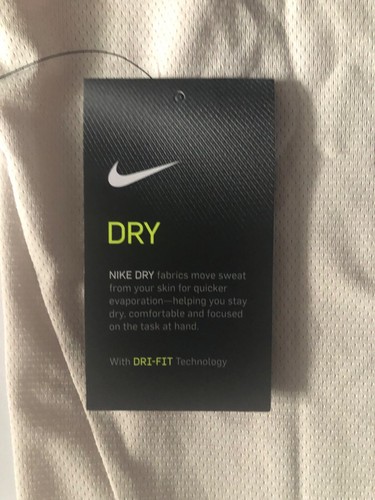 DRY
NIKE DRY fabrics move sweat
from your skin for quicker
evaporation—helping you stay
dry, comfortable and focused
on the task at hand.
With DRI-FIT Technology